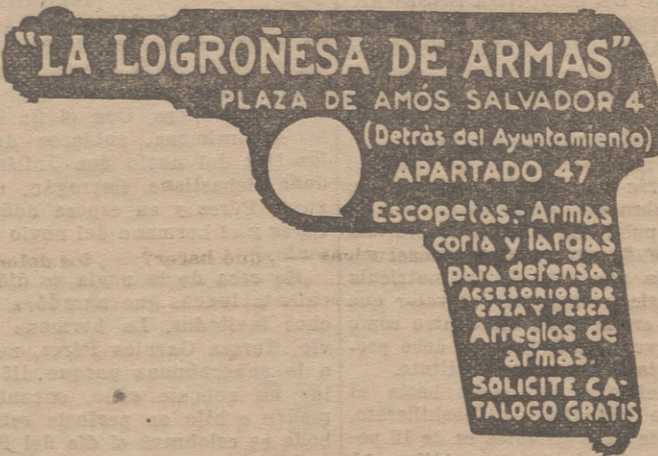 "LA LOGROÑESA DE ARMAS"
PLAZA DE AMÓS SALVADOR 4
(Detrás del Ayuntamiento)
APARTADO 47
Escopetas.- Armas
corta y largas
para defensa.
ACCESORIOS DE
CAZA Y PESCA
Arreglos de
armas.
SOLICITE CA-
TALOGO GRATIS